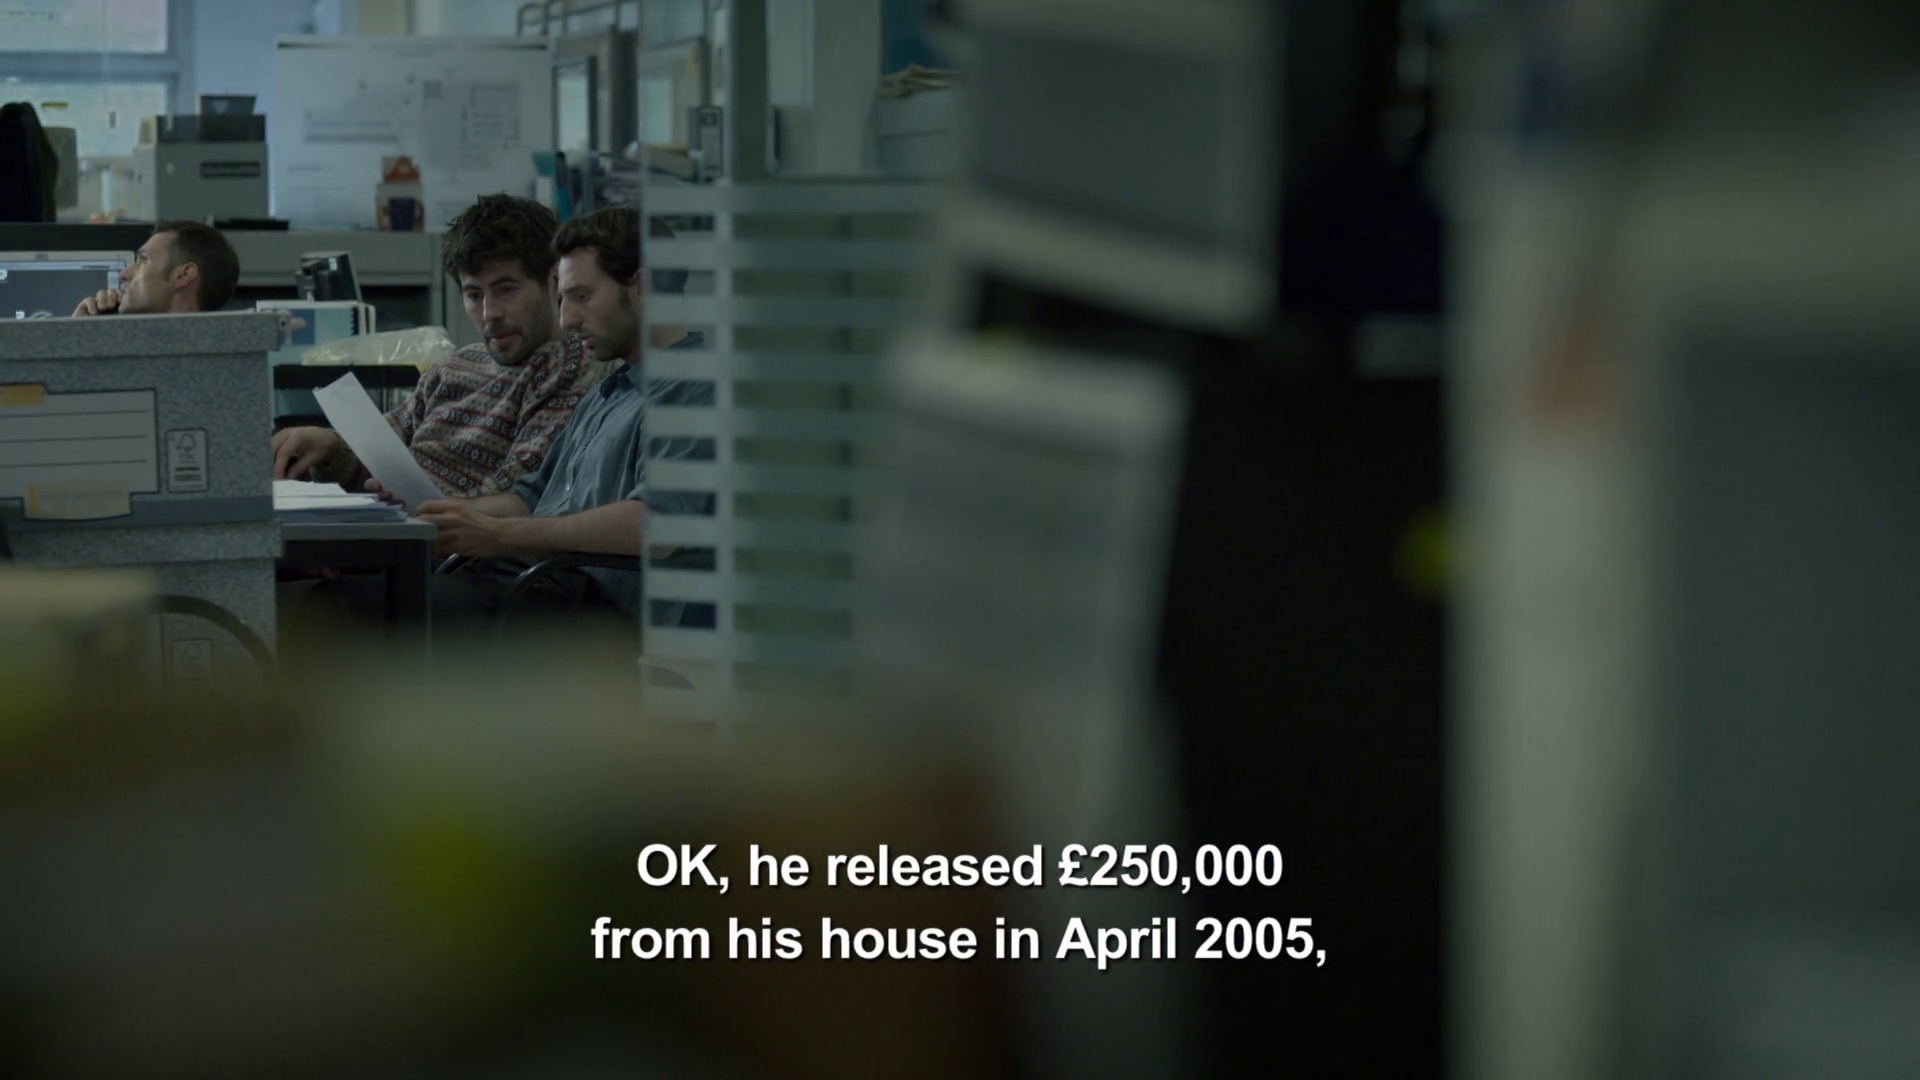 OK, he released £250,000
from his house in April 2005,